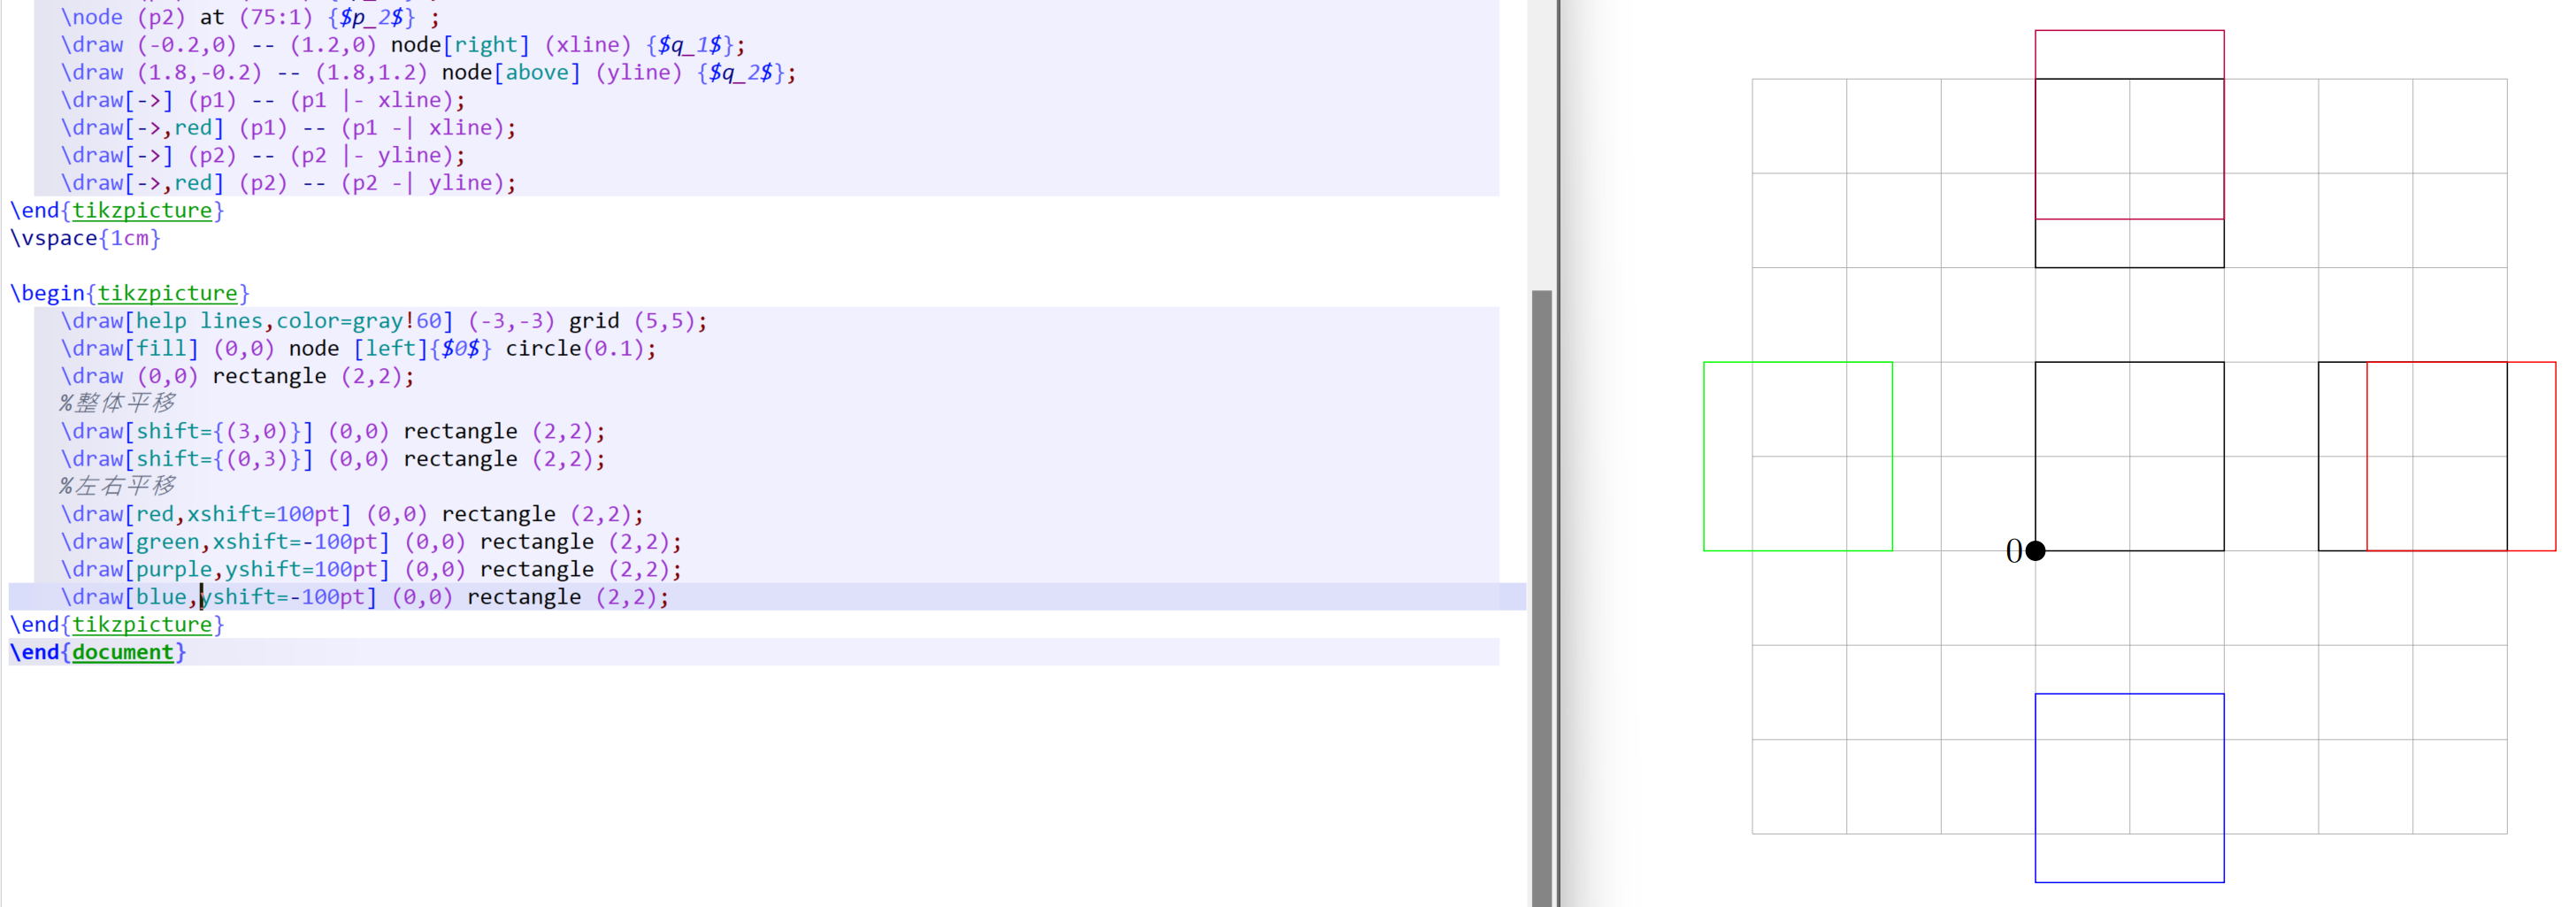 \node (p2) at (75:1) {$p_2$} ;
\draw (-0.2,0) -- (1.2,0) node[right] (xline) {$q_1$};
\draw (1.8,-0.2) -- (1.8,1.2) node[above] (yline) {$q_2$};
\draw[->] (p1) -- (p1 |- xline);
\draw[->,red] (p1) -- (p1 -| xline);
\draw[->] (p2) -- (p2 |- yline);
\draw[->,red] (p2) -- (p2 -| yline);
\end{tikzpicture}
\vspace{1cm}
\begin{tikzpicture}
\draw[help lines,color=gray!60] (-3,-3) grid (5,5);
\draw[fill] (0,0) node [left]{$0$} circle(0.1);
\draw (0,0) rectangle (2,2);
%整体平移
\draw[shift={(3,0)}] (0,0) rectangle (2,2);
\draw[shift={(0,3)}] (0,0) rectangle (2,2);
%左右平移
\draw[red,xshift=100pt] (0,0) rectangle (2,2);
\draw[green,xshift=-100pt] (0,0) rectangle (2,2);
\draw[purple,yshift=100pt] (0,0) rectangle (2,2);
\draw[blue,yshift=-100pt] (0,0) rectangle (2,2);
\end{tikzpicture}
\end{document}
0